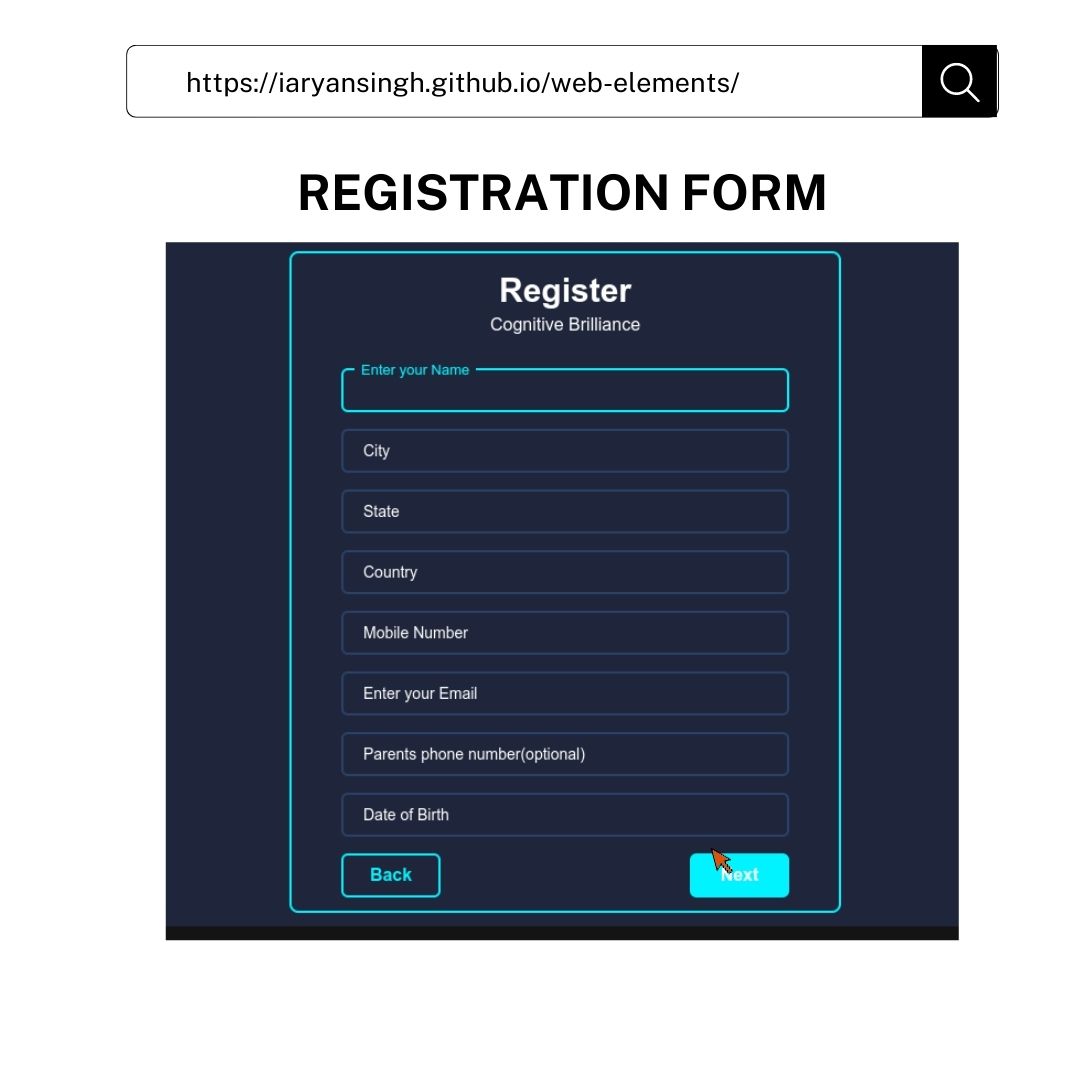 https://iaryansingh.github.io/web-elements/
REGISTRATION FORM
Register
Cognitive Brilliance
Enter your Name
City
State
Country
Mobile Number
Enter your Email
Parents phone number(optional)
Date of Birth
Back
Next